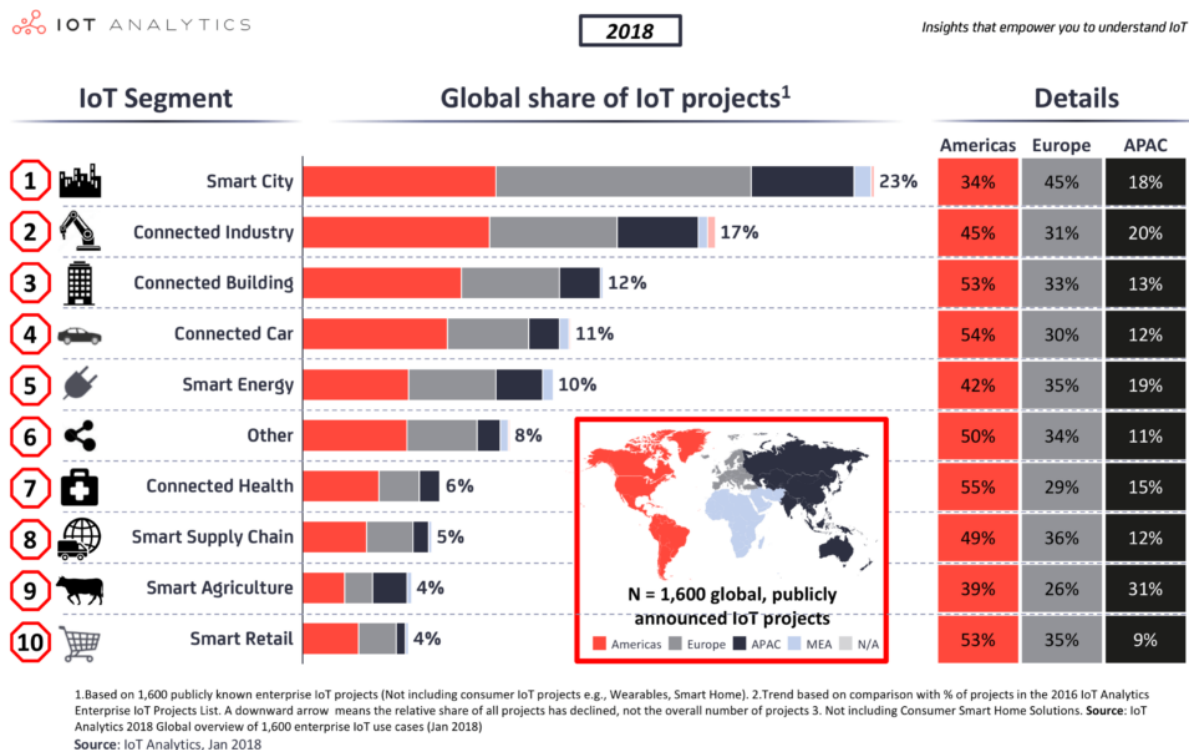 IOT ANALYTICS
2018
Insights that empower you to understand IoT
IoT Segment
Global share of IoT projects1
Details
Americas Europe APAC
1 Smart City 23% 34% 45% 18%
2 Connected Industry 17% 45% 31% 20%
3 Connected Building 12% 53% 33% 13%
4 Connected Car 11% 54% 30% 12%
5 Smart Energy 10% 42% 35% 19%
6 Other 8% 50% 34% 11%
7 Connected Health 6% 55% 29% 15%
8 Smart Supply Chain 5% 49% 36% 12%
9 Smart Agriculture 4% 39% 26% 31%
10 Smart Retail 4% 53% 35% 9%
N = 1,600 global, publicly
announced IoT projects
Americas Europe APAC MEA N/A
1.Based on 1,600 publicly known enterprise IoT projects (Not including consumer IoT projects e.g., Wearables, Smart Home). 2.Trend based on comparison with % of projects in the 2016 IoT Analytics
Enterprise IoT Projects List. A downward arrow means the relative share of all projects has declined, not the overall number of projects 3. Not including Consumer Smart Home Solutions. Source: IoT
Analytics 2018 Global overview of 1,600 enterprise IoT use cases (Jan 2018)
Source: IoT Analytics, Jan 2018